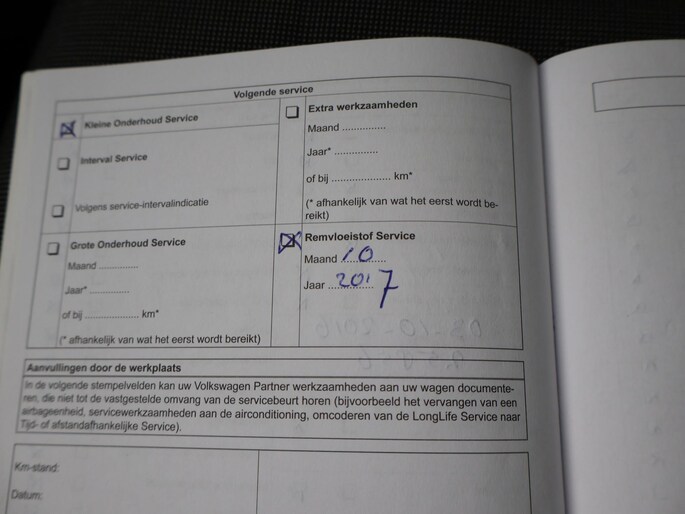 Volgende service
Kleine Onderhoud Service
Interval Service
Volgens service-intervalindicatie
Grote Onderhoud Service
Maand ..............
Jaar* ..............
of bij .................... km*
(* afhankelijk van wat het eerst wordt bereikt)
Extra werkzaamheden
Maand ..............
Jaar* ..............
of bij .................... km*
(* afhankelijk van wat het eerst wordt be-
reikt)
Remvloeistof Service
Maand 10
Jaar 2017
Aanvullingen door de werkplaats
In de volgende stempelvelden kan uw Volkswagen Partner werkzaamheden aan uw wagen documente-
ren, die niet tot de vastgestelde omvang van de servicebeurt horen (bijvoorbeeld het vervangen van een
airbageenheid, servicewerkzaamheden aan de airconditioning, omcoderen van de LongLife Service naar
Tijd- of afstandafhankelijke Service).
Km-stand:
Datum: